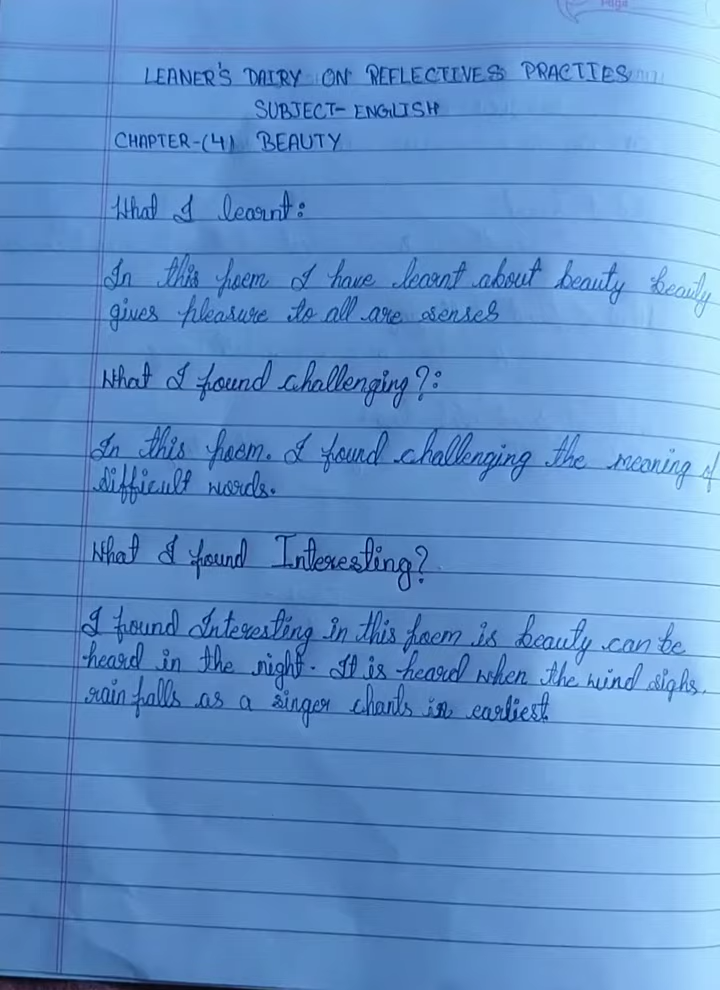 Page
LEANER'S DAIRY ON REFLECTIVES PRACTIES
SUBJECT- ENGLISH
CHAPTER-(4) BEAUTY
What I learnt:
In this poem I have learnt about beauty beauty
gives pleasure to all are senses
What I found challenging?:
In this poem. I found challenging the meaning of
difficult words.
What I found Interesting?
I found Interesting in this poem is beauty can be
heard in the night. It is heard when the wind sighs.
rain falls as a singer chants in earliest